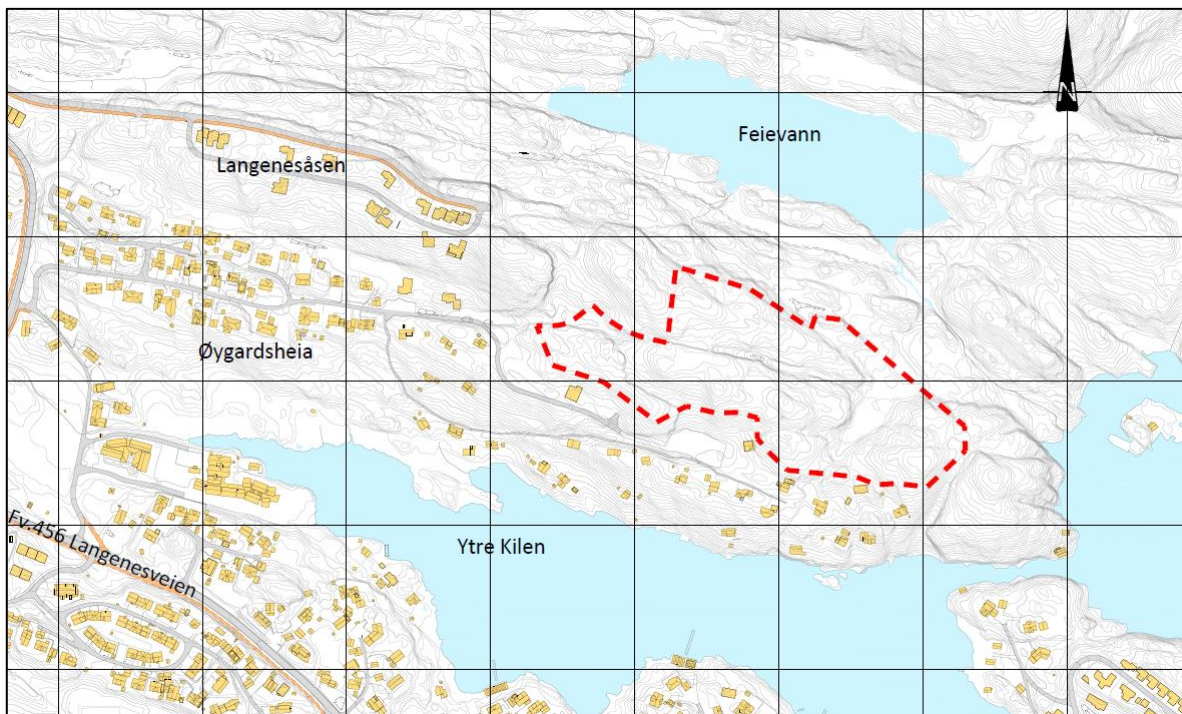 N
Feievann
Langenesåsen
Øygardsheia
Ytre Kilen
Fv.456 Langenesveien